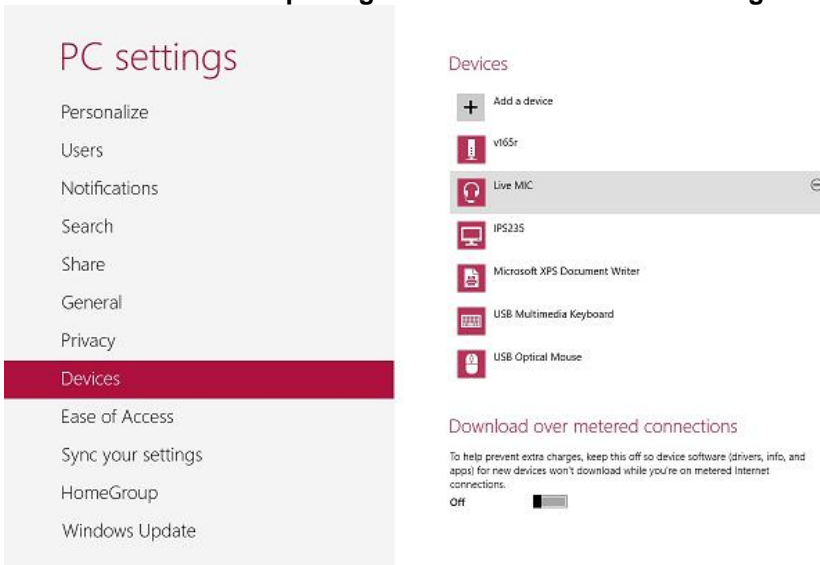 PC settings
Personalize
Users
Notifications
Search
Share
General
Privacy
Devices
Ease of Access
Sync your settings
HomeGroup
Windows Update
Devices
Add a device
v165r
Live MIC
IPS235
Microsoft XPS Document Writer
USB Multimedia Keyboard
USB Optical Mouse
Download over metered connections
To help prevent extra charges, keep this off so device software (drivers, info, and
apps) for new devices won't download while you're on metered Internet
connections.
Off